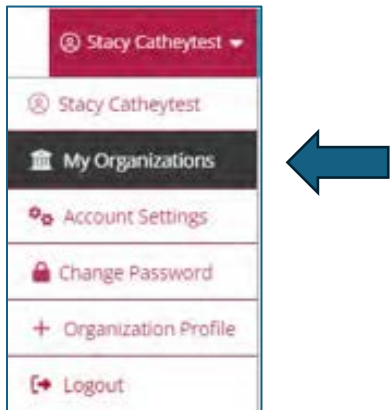 Stacy Catheytest
Stacy Catheytest
My Organizations
Account Settings
Change Password
+ Organization Profile
Logout